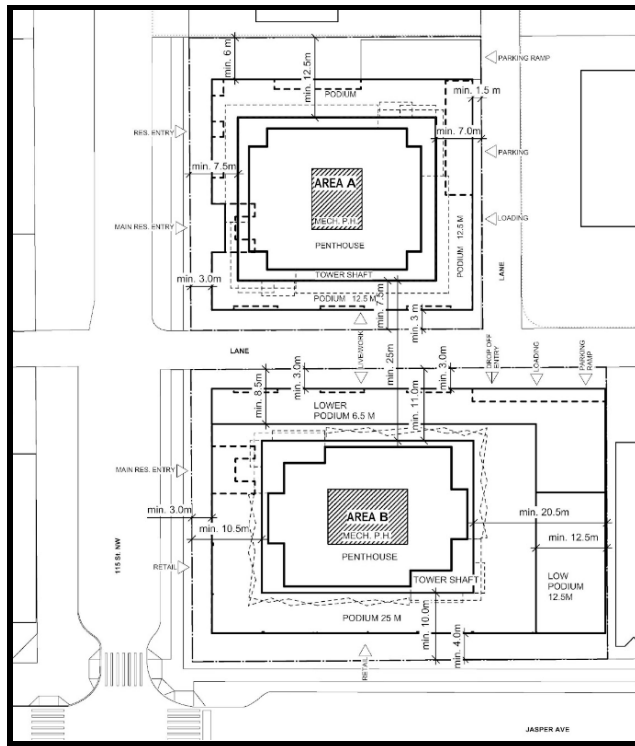 min. 6 m
min. 12.5m
PARKING RAMP
PODIUM
min. 1.5 m
min. 7.0m
RES. ENTRY
PARKING
min. 7.5m
AREA A
MECH. P.H.
PENTHOUSE
LOADING
MAIN RES. ENTRY
PODIUM 12.5 M
TOWER SHAFT
LANE
min. 3.0m
PODIUM 12.5 M
min. 7.5m
min. 3 m
LANE
LIVE/WORK
min. 25m
DROP OFF
ENTRY
LOADING
PARKING
RAMP
min. 8.5m
min. 3.0m
min. 11.0m
min. 3.0m
LOWER
PODIUM 6.5 M
MAIN RES. ENTRY
min. 3.0m
min. 10.5m
AREA B
MECH. P.H.
PENTHOUSE
min. 20.5m
min. 12.5m
115 St. NW
RETAIL
TOWER SHAFT
LOW
PODIUM
12.5M
PODIUM 25 M
min. 10.0m
min. 4.0m
RETAIL
JASPER AVE